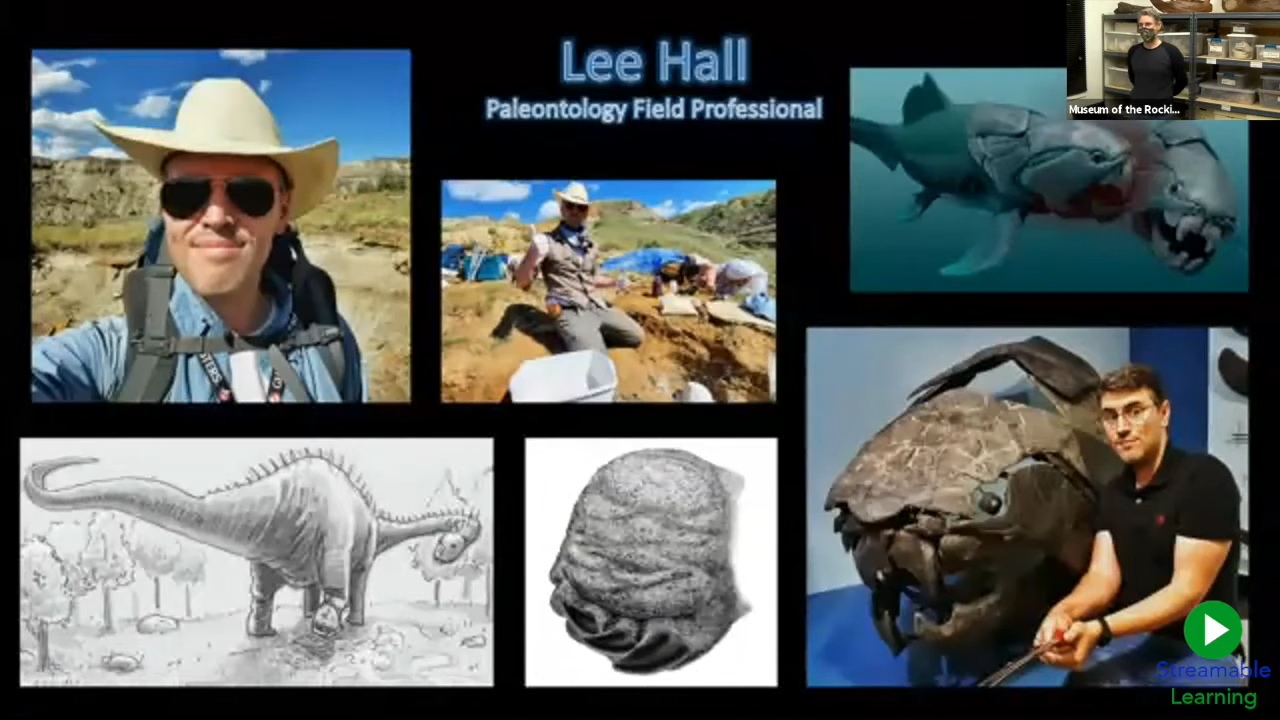 Lee Hall
Paleontology Field Professional
Museum of the Rocki...
Streamable
Learning